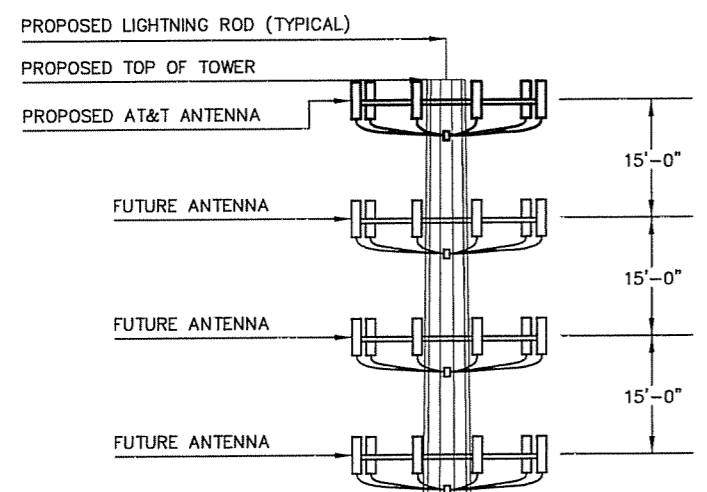 PROPOSED LIGHTNING ROD (TYPICAL)
PROPOSED TOP OF TOWER
PROPOSED AT&T ANTENNA
15'-0"
FUTURE ANTENNA
15'-0"
FUTURE ANTENNA
15'-0"
FUTURE ANTENNA